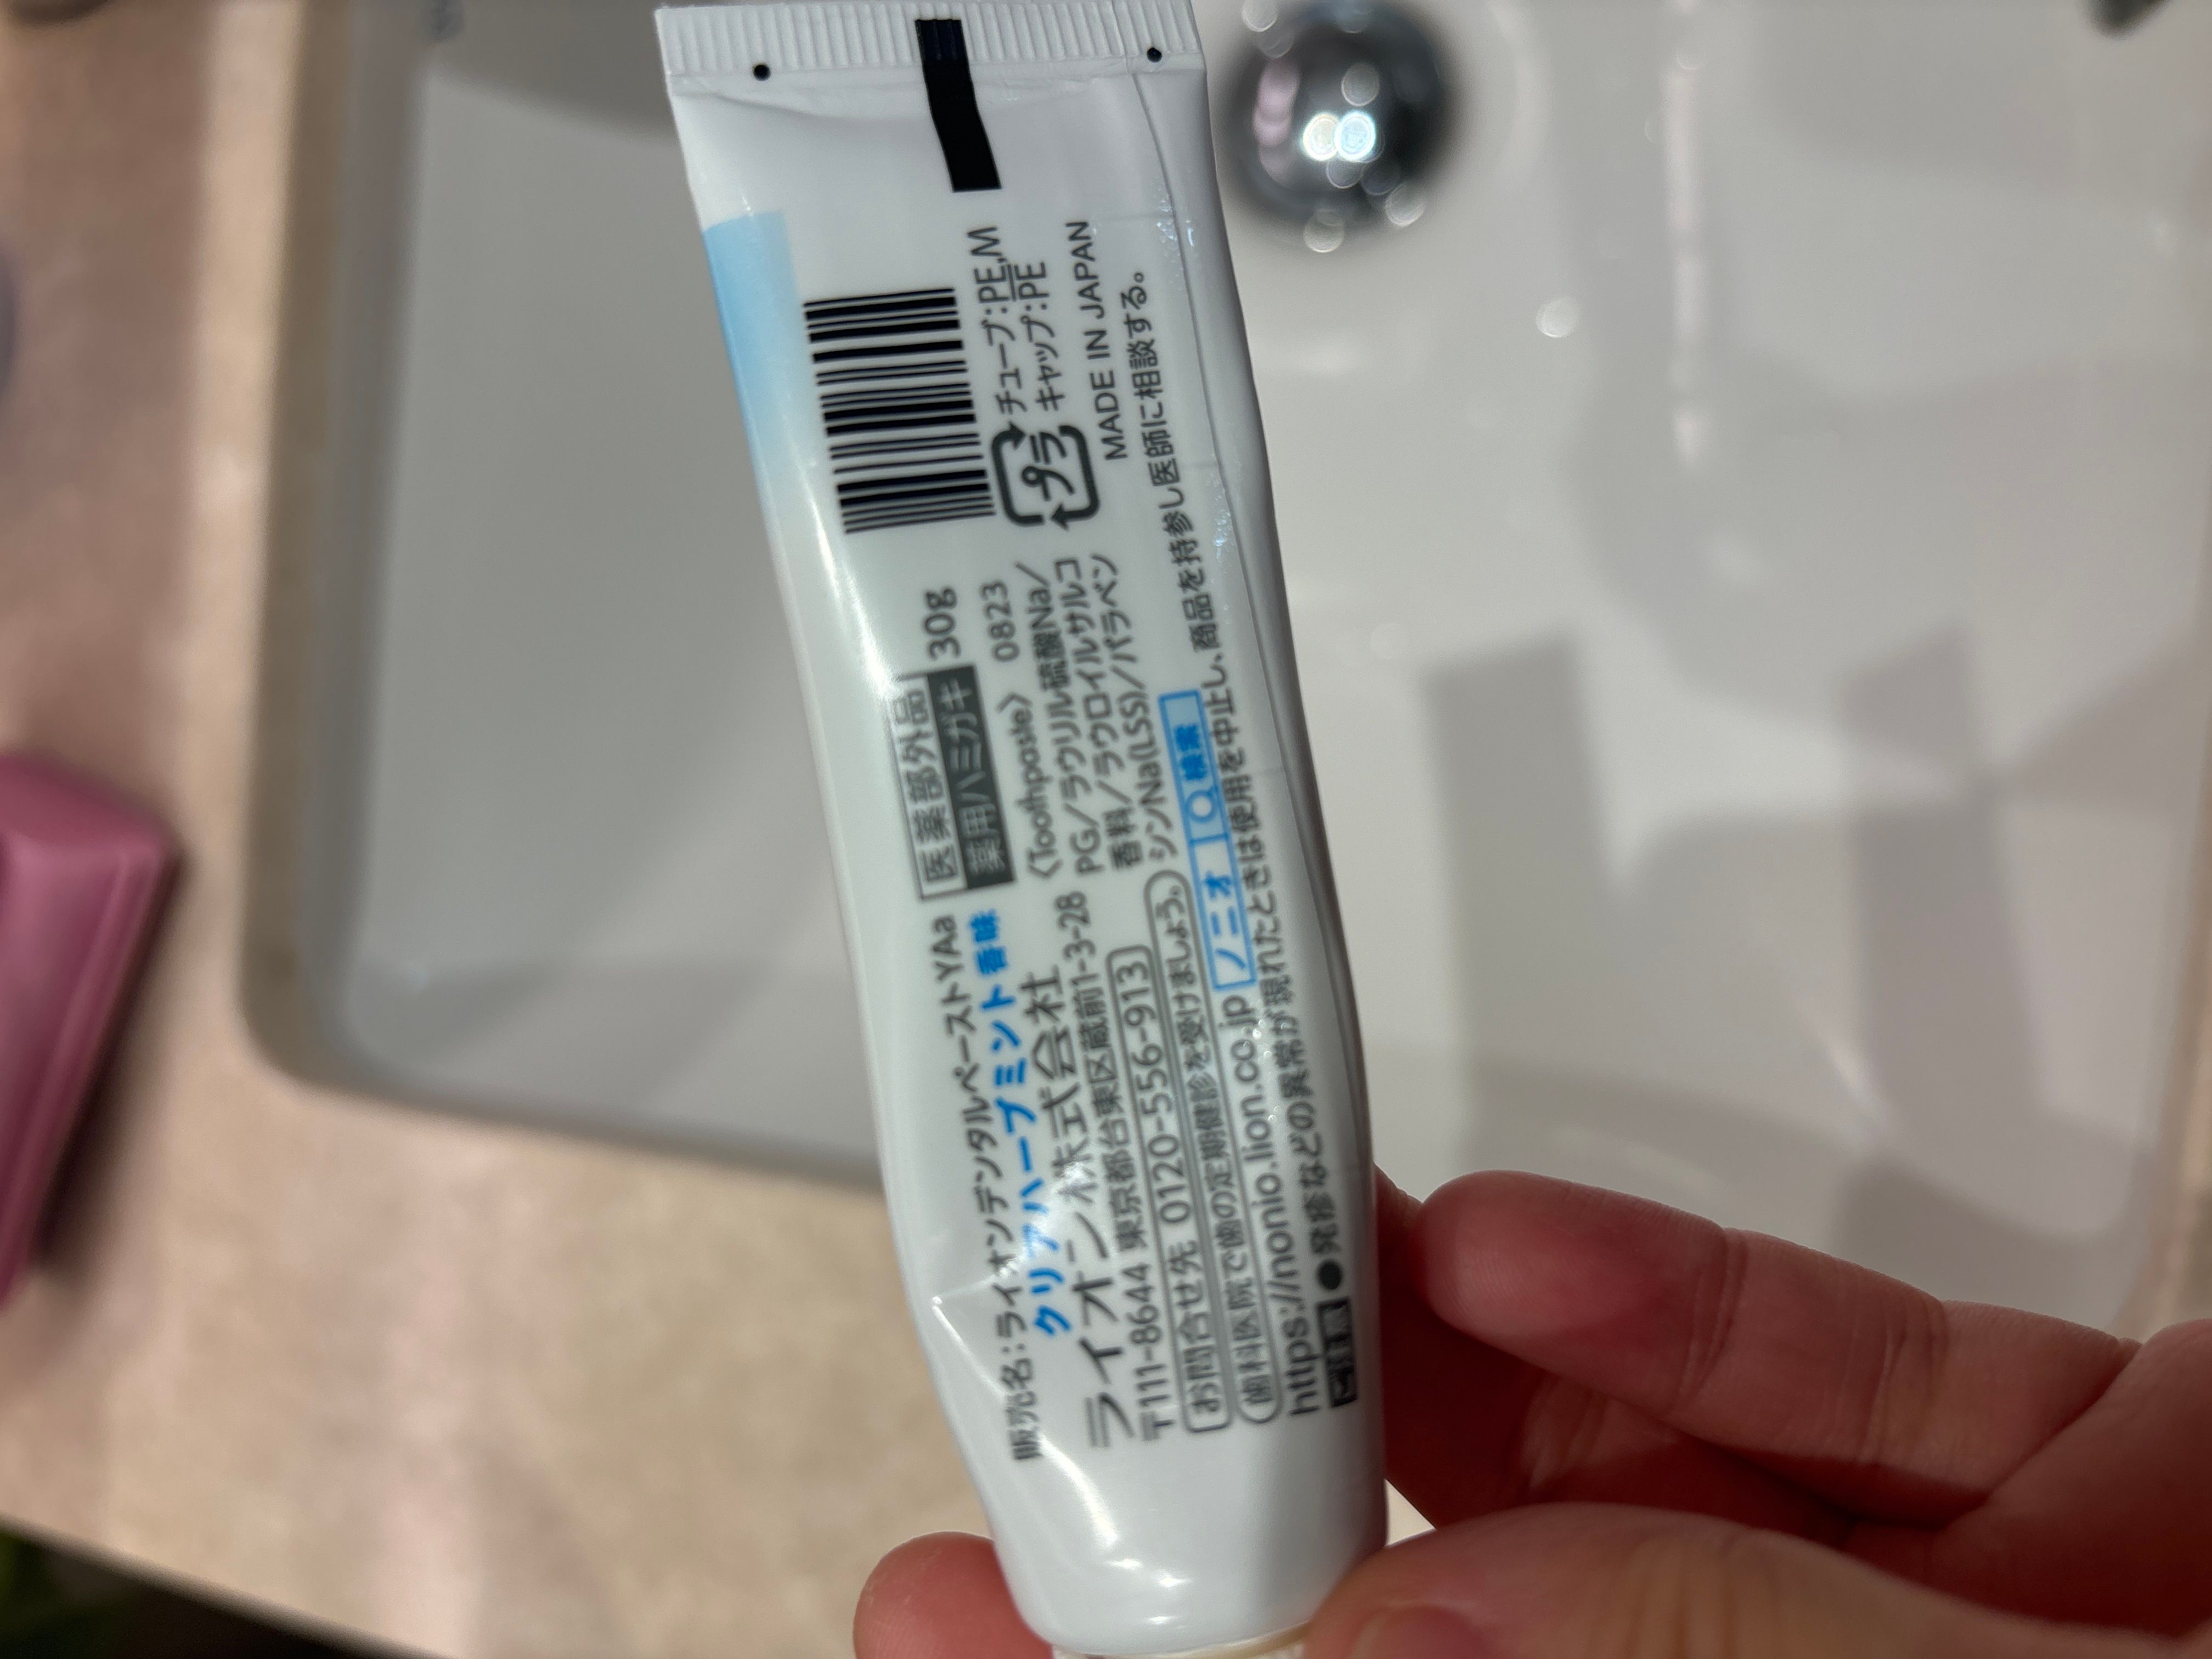 販売名：ライオンデンタルペーストYAa
クリアハーブミント香味
ライオン株式会社
〒111-8644 東京都台東区蔵前1-3-28
お問合せ先 0120-556-913
歯科医院で歯の定期健診を受けましょう。
https://nonio.lion.co.jp ノニオ 検索
●発疹などの異常が現れたときは使用を中止し、商品を持参し医師に相談する。
医薬部外品
薬用ハミガキ 30g
〈Toothpaste〉 0823
PG/ラウリル硫酸Na/
香料/ラウロイルサルコ
シンNa(LSS)/パラベン
プラ
チューブ：PE,M
キャップ：PE
MADE IN JAPAN